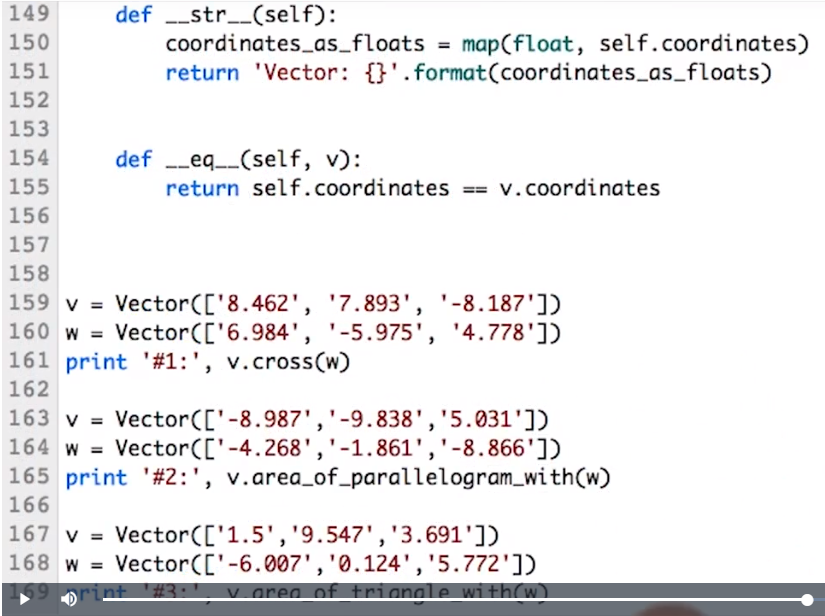 149 def __str__(self):
150 coordinates_as_floats = map(float, self.coordinates)
151 return 'Vector: {}'.format(coordinates_as_floats)
152
153
154 def __eq__(self, v):
155 return self.coordinates == v.coordinates
156
157
158
159 v = Vector(['8.462', '7.893', '-8.187'])
160 w = Vector(['6.984', '-5.975', '4.778'])
161 print '#1:', v.cross(w)
162
163 v = Vector(['-8.987','-9.838','5.031'])
164 w = Vector(['-4.268','-1.861','-8.866'])
165 print '#2:', v.area_of_parallelogram_with(w)
166
167 v = Vector(['1.5','9.547','3.691'])
168 w = Vector(['-6.007','0.124','5.772'])
169 print '#3:', v.area_of_triangle_with(w)